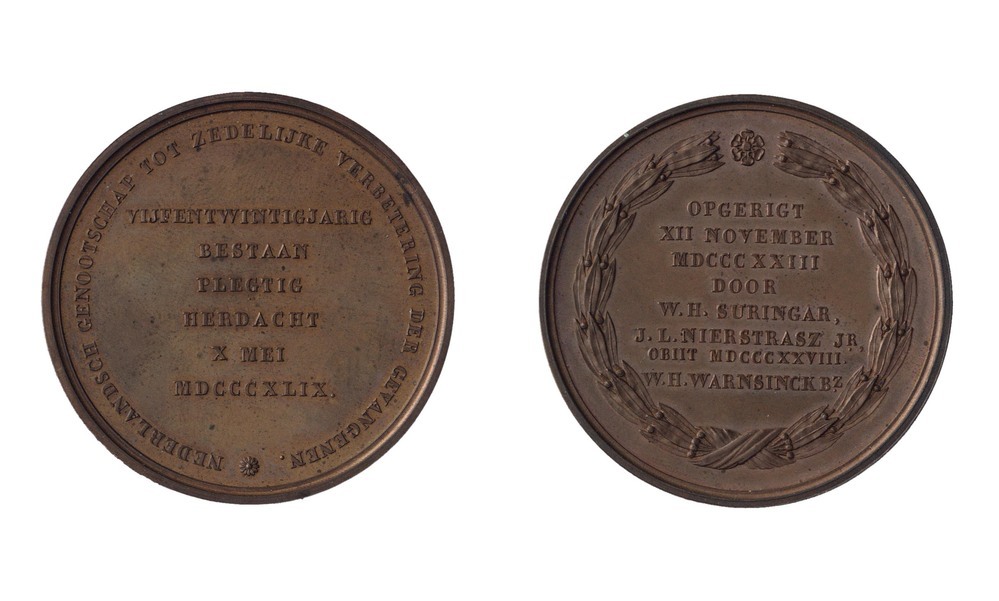 NEDERLANDSCH GENOOTSCHAP TOT ZEDELIJKE VERBETERING DER GEVANGENEN.
VIJFENTWINTIGJARIG
BESTAAN
PLEGTIG
HERDACHT
X MEI
MDCCCXLIX.
OPGERIGT
XII NOVEMBER
MDCCCXXIII
DOOR
W.H. SURINGAR,
J.L. NIERSTRASZ JR,
OBIIT MDCCCXXVIII.
W.H. WARNSINCK BZ